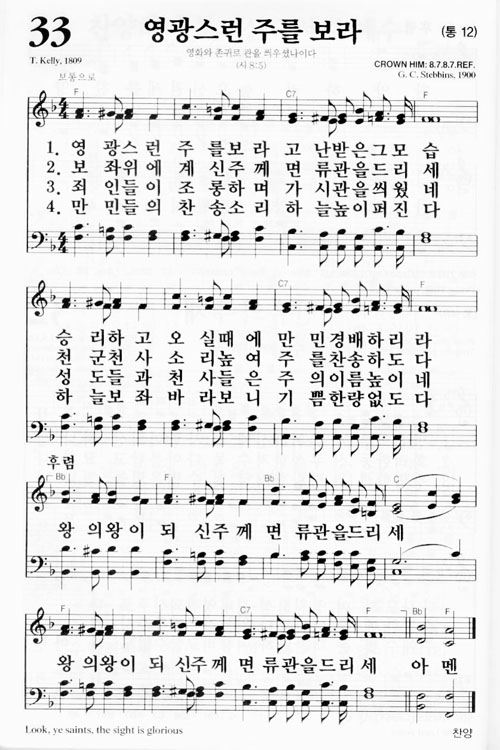 33
영광스런 주를 보라
(통 12)
영화와 존귀로 관을 씌우셨나이다
T. Kelly, 1809
(시 8:5)
CROWN HIM: 8.7.8.7.REF.
보통으로
G. C. Stebbins, 1900
F C7 F
1. 영 광스 런 주 를보라 고 난받은그모 습
2. 보 좌위 에 계 신주 께 면 류관을드리 세
3. 죄 인들 이 조 롱하 며 가 시관을씌웠 네
4. 만 민들 의 찬 송소 리 하 늘높이퍼진 다
F C7 F
승 리하 고 오 실때 에 만 민경배하리 라
천 군천 사 소 리높 여 주 를찬송하도 다
성 도들 과 천 사들 은 주 의이름높이 네
하 늘보 좌 바 라보 니 기 쁨한량없도 다
후렴
Bb F Bb F C
왕 의왕 이 되 신주 께 면 류관을드리 세
F C7 F Bb F
왕 의왕 이 되 신주 께 면 류관을드리 세 아 멘
Look, ye saints, the sight is glorious
찬양